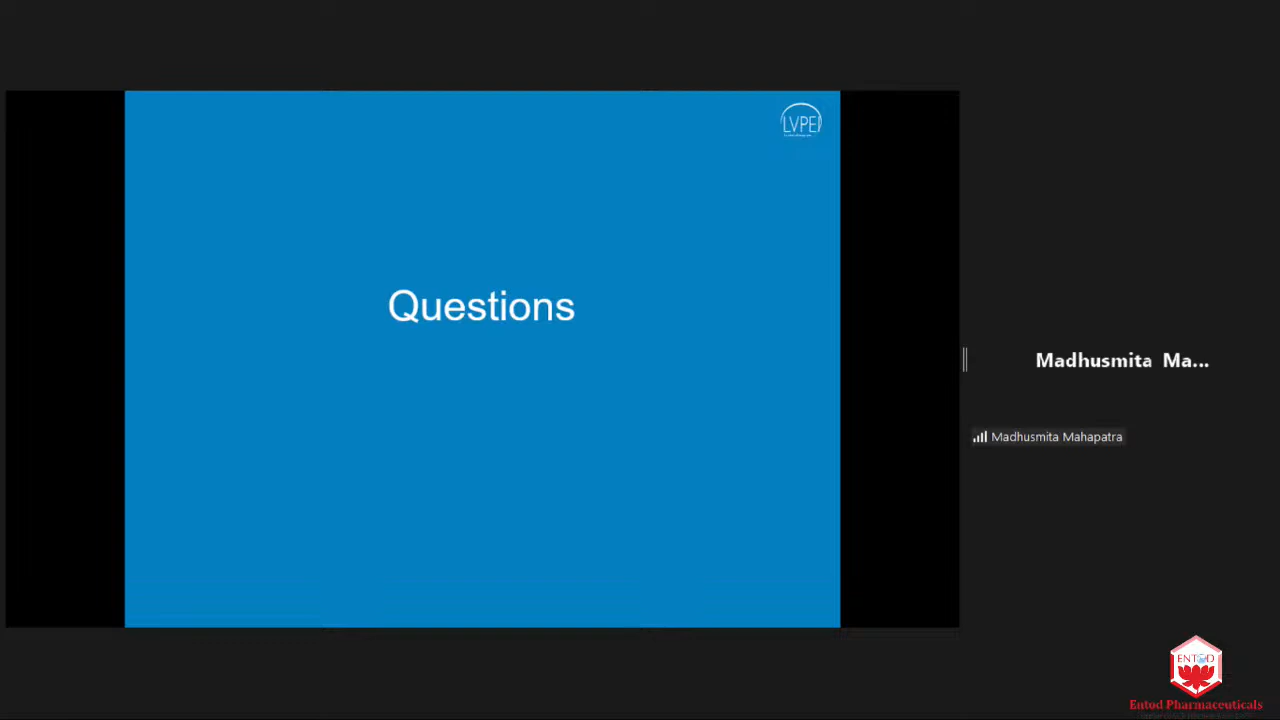 LVPEI
Questions
Madhusmita Ma...
Madhusmita Mahapatra
ENTOD
Entod Pharmaceuticals